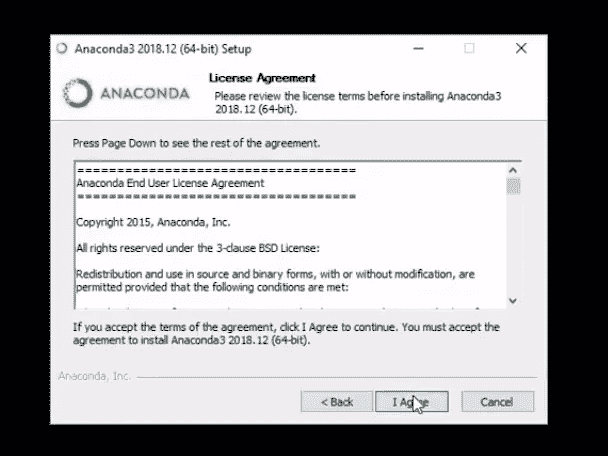 Anaconda3 2018.12 (64-bit) Setup
License Agreement
ANACONDA
Please review the license terms before installing Anaconda3
2018.12 (64-bit).
Press Page Down to see the rest of the agreement.
===================================
Anaconda End User License Agreement
===================================
Copyright 2015, Anaconda, Inc.
All rights reserved under the 3-clause BSD License:
Redistribution and use in source and binary forms, with or without modification, are
permitted provided that the following conditions are met:
If you accept the terms of the agreement, click I Agree to continue. You must accept the
agreement to install Anaconda3 2018.12 (64-bit).
Anaconda, Inc.
< Back
I Agree
Cancel